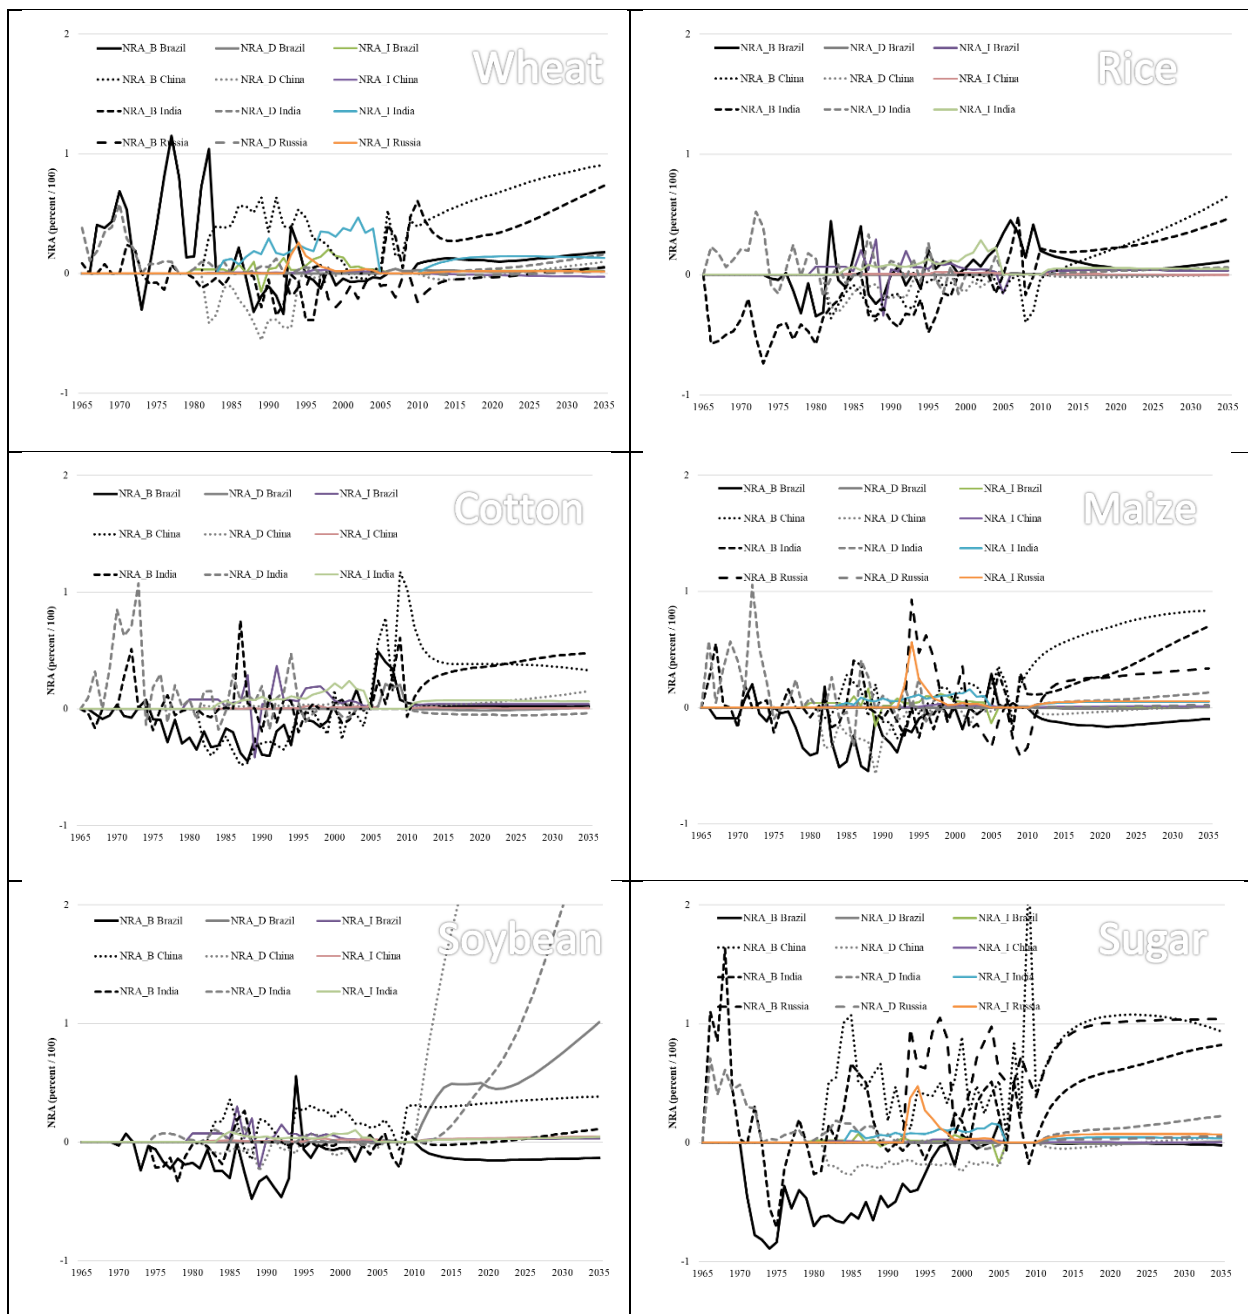 2
NRA_B Brazil NRA_D Brazil NRA_I Brazil
Wheat
NRA_B China NRA_D China NRA_I China
NRA_B India NRA_D India NRA_I India
NRA_B Russia NRA_D Russia NRA_I Russia
1
NRA (percent / 100)
0
-1
1965 1970 1975 1980 1985 1990 1995 2000 2005 2010 2015 2020 2025 2030 2035
2
NRA_B Brazil NRA_D Brazil NRA_I Brazil
Rice
NRA_B China NRA_D China NRA_I China
NRA_B India NRA_D India NRA_I India
1
NRA (percent / 100)
0
-1
1965 1970 1975 1980 1985 1990 1995 2000 2005 2010 2015 2020 2025 2030 2035
2
NRA_B Brazil NRA_D Brazil NRA_I Brazil
Cotton
NRA_B China NRA_D China NRA_I China
NRA_B India NRA_D India NRA_I India
1
NRA (percent / 100)
0
-1
1965 1970 1975 1980 1985 1990 1995 2000 2005 2010 2015 2020 2025 2030 2035
2
NRA_B Brazil NRA_D Brazil NRA_I Brazil
Maize
NRA_B China NRA_D China NRA_I China
NRA_B India NRA_D India NRA_I India
NRA_B Russia NRA_D Russia NRA_I Russia
1
NRA (percent / 100)
0
-1
1965 1970 1975 1980 1985 1990 1995 2000 2005 2010 2015 2020 2025 2030 2035
2
NRA_B Brazil NRA_D Brazil NRA_I Brazil
Soybean
NRA_B China NRA_D China NRA_I China
NRA_B India NRA_D India NRA_I India
1
NRA (percent / 100)
0
-1
1965 1970 1975 1980 1985 1990 1995 2000 2005 2010 2015 2020 2025 2030 2035
2
NRA_B Brazil NRA_D Brazil NRA_I Brazil
Sugar
NRA_B China NRA_D China NRA_I China
NRA_B India NRA_D India NRA_I India
NRA_B Russia NRA_D Russia NRA_I Russia
1
NRA (percent / 100)
0
-1
1965 1970 1975 1980 1985 1990 1995 2000 2005 2010 2015 2020 2025 2030 2035